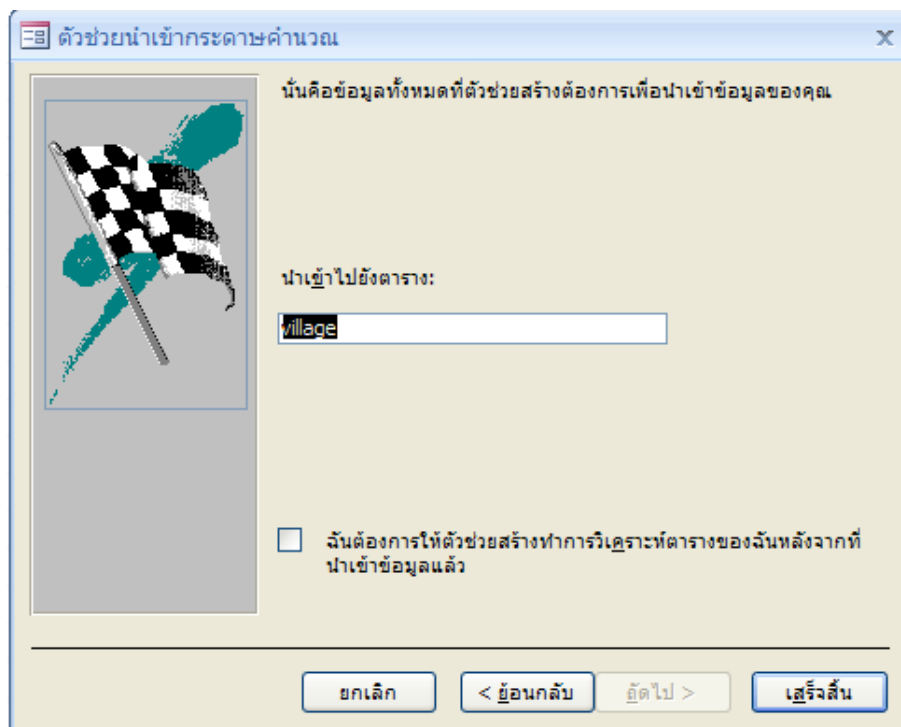 ตัวช่วยนำเข้ากระดาษคำนวณ
นั่นคือข้อมูลทั้งหมดที่ตัวช่วยสร้างต้องการเพื่อนำเข้าข้อมูลของคุณ
นำเข้าไปยังตาราง:
village
ฉันต้องการให้ตัวช่วยสร้างทำการวิเคราะห์ตารางของฉันหลังจากที่
นำเข้าข้อมูลแล้ว
ยกเลิก
< ย้อนกลับ
ถัดไป >
เสร็จสิ้น